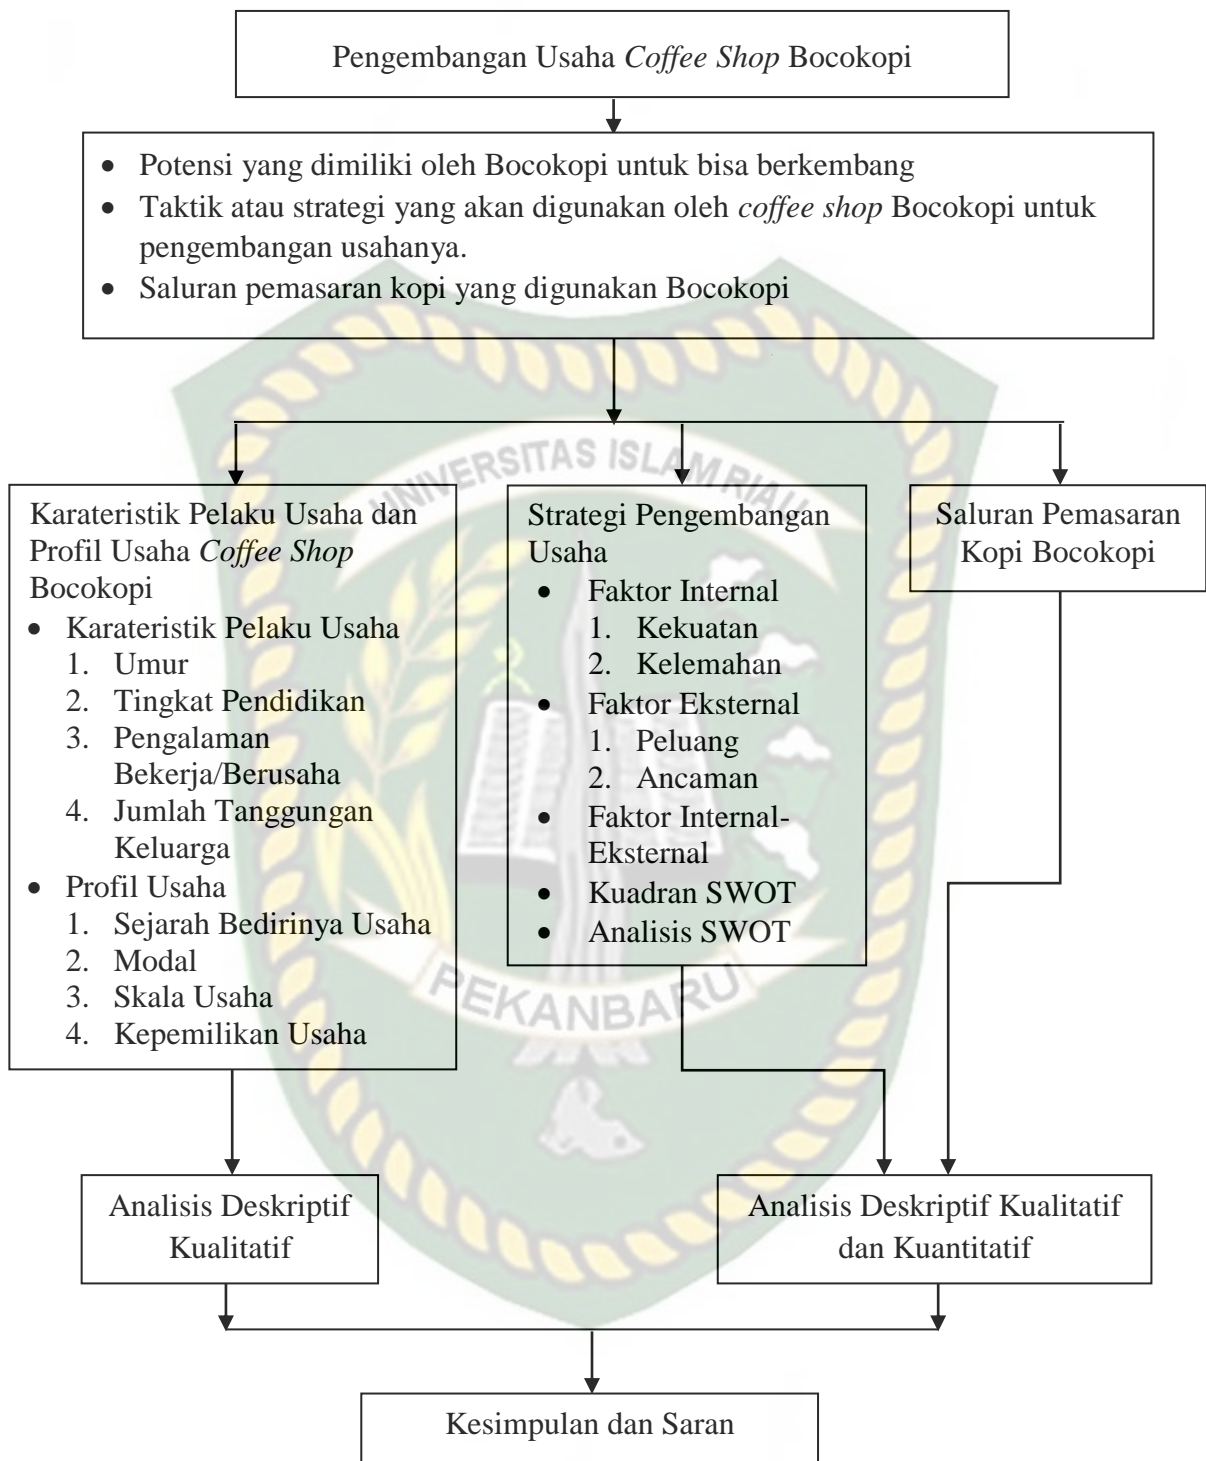 Pengembangan Usaha Coffee Shop Bocokopi
• Potensi yang dimiliki oleh Bocokopi untuk bisa berkembang
• Taktik atau strategi yang akan digunakan oleh coffee shop Bocokopi untuk
pengembangan usahanya.
• Saluran pemasaran kopi yang digunakan Bocokopi
UNIVERSITAS ISLAM RIAU
Karateristik Pelaku Usaha dan
Profil Usaha Coffee Shop
Bocokopi
• Karateristik Pelaku Usaha
1. Umur
2. Tingkat Pendidikan
3. Pengalaman
Bekerja/Berusaha
4. Jumlah Tanggungan
Keluarga
• Profil Usaha
1. Sejarah Bedirinya Usaha
2. Modal
3. Skala Usaha
4. Kepemilikan Usaha
Strategi Pengembangan
Usaha
• Faktor Internal
1. Kekuatan
2. Kelemahan
• Faktor Eksternal
1. Peluang
2. Ancaman
• Faktor Internal-
Eksternal
• Kuadran SWOT
• Analisis SWOT
Saluran Pemasaran
Kopi Bocokopi
PEKANBARU
Analisis Deskriptif
Kualitatif
Analisis Deskriptif Kualitatif
dan Kuantitatif
Kesimpulan dan Saran